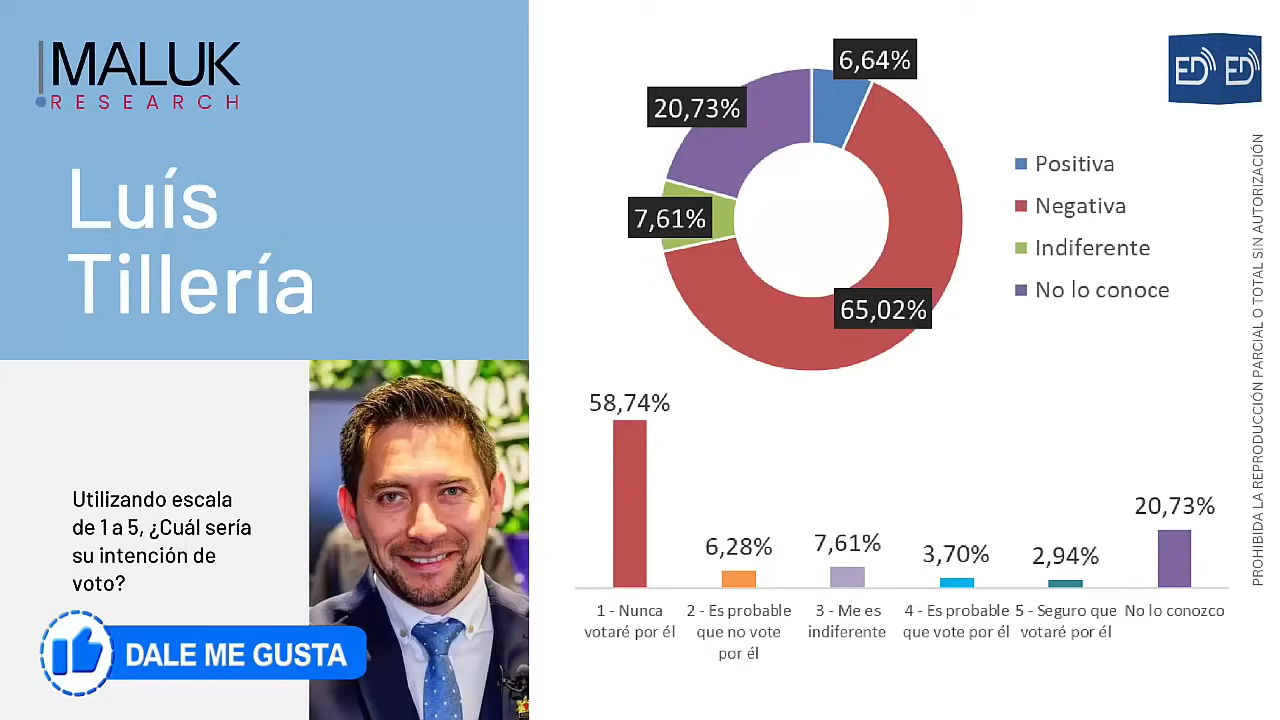 MALUK
RESEARCH
Luís
Tillería
Utilizando escala
de 1 a 5, ¿Cuál sería
su intención de
voto?
DALE ME GUSTA
6,64%
20,73%
7,61%
65,02%
Positiva
Negativa
Indiferente
No lo conoce
ED ED
PROHIBIDA LA REPRODUCCIÓN PARCIAL O TOTAL SIN AUTORIZACIÓN
58,74%
6,28%
7,61%
3,70%
2,94%
20,73%
1 - Nunca
votaré por él
2 - Es probable
que no vote
por él
3 - Me es
indiferente
4 - Es probable
que vote por él
5 - Seguro que
votaré por él
No lo conozco